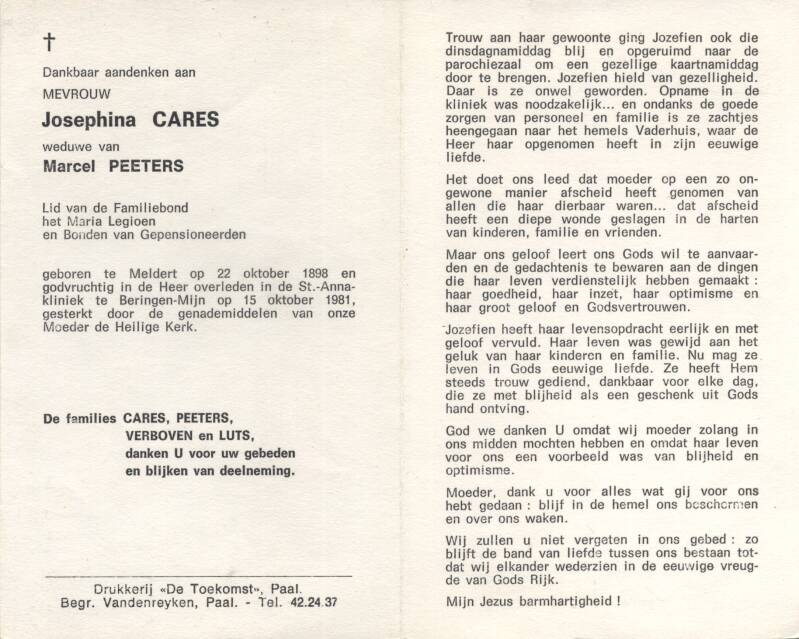 †
Dankbaar aandenken aan
MEVROUW
Josephina CARES
weduwe van
Marcel PEETERS
Lid van de Familiebond
het Maria Legioen
en Bonden van Gepensioneerden
geboren te Meldert op 22 oktober 1898 en
godvruchtig in de Heer overleden in de St.-Anna-
kliniek te Beringen-Mijn op 15 oktober 1981,
gesterkt door de genademiddelen van onze
Moeder de Heilige Kerk.
De families CARES, PEETERS,
VERBOVEN en LUTS,
danken U voor uw gebeden
en blijken van deelneming.
Drukkerij «De Toekomst», Paal.
Begr. Vandenreyken, Paal. - Tel. 42.24.37
Trouw aan haar gewoonte ging Jozefien ook die
dinsdagnamiddag blij en opgeruimd naar de
parochiezaal om een gezellige kaartnamiddag
door te brengen. Jozefien hield van gezelligheid.
Daar is ze onwel geworden. Opname in de
kliniek was noodzakelijk... en ondanks de goede
zorgen van personeel en familie is ze zachtjes
heengegaan naar het hemels Vaderhuis, waar de
Heer haar opgenomen heeft in zijn eeuwige
liefde.
Het doet ons leed dat moeder op een zo on-
gewone manier afscheid heeft genomen van
allen die haar dierbaar waren... dat afscheid
heeft een diepe wonde geslagen in de harten
van kinderen, familie en vrienden.
Maar ons geloof leert ons Gods wil te aanvaar-
den en de gedachtenis te bewaren aan de dingen
die haar leven verdienstelijk hebben gemaakt :
haar goedheid, haar inzet, haar optimisme en
haar groot geloof en Godsvertrouwen.
Jozefien heeft haar levensopdracht eerlijk en met
geloof vervuld. Haar leven was gewijd aan het
geluk van haar kinderen en familie. Nu mag ze
leven in Gods eeuwige liefde. Ze heeft Hem
steeds trouw gediend, dankbaar voor elke dag,
die ze met blijheid als een geschenk uit Gods
hand ontving.
God we danken U omdat wij moeder zolang in
ons midden mochten hebben en omdat haar leven
voor ons een voorbeeld was van blijheid en
optimisme.
Moeder, dank u voor alles wat gij voor ons
hebt gedaan : blijf in de hemel ons beschermen
en over ons waken.
Wij zullen u niet vergeten in ons gebed : zo
blijft de band van liefde tussen ons bestaan tot-
dat wij elkander wederzien in de eeuwige vreug-
de van Gods Rijk.
Mijn Jezus barmhartigheid !